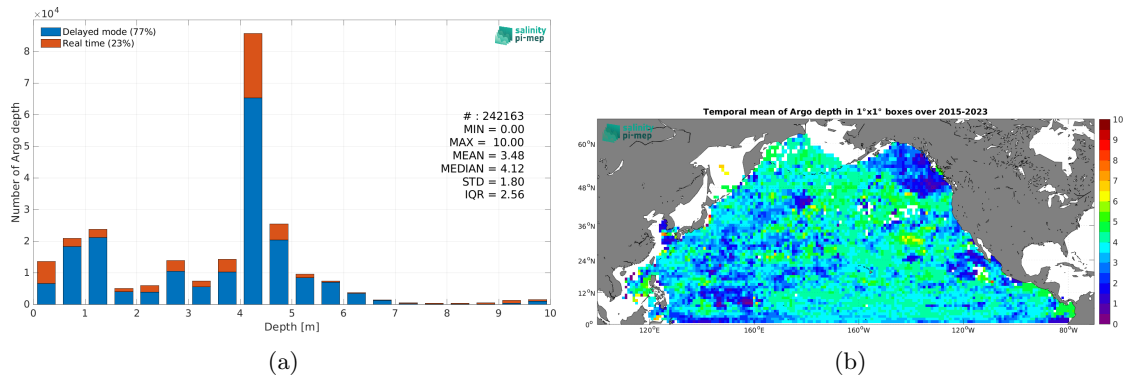 ×10⁴
Delayed mode (77%)
Real time (23%)
salinity
pi-mep
8
7
6
5
4
3
2
1
0
Number of Argo depth
# : 242163
MIN = 0.00
MAX = 10.00
MEAN = 3.48
MEDIAN = 4.12
STD = 1.80
IQR = 2.56
0 1 2 3 4 5 6 7 8 9 10
Depth [m]
(a)
Temporal mean of Argo depth in 1°x1° boxes over 2015-2023
salinity
pi-mep
60°N
48°N
36°N
24°N
12°N
0°
120°E 160°E 160°W 120°W 80°W
10
9
8
7
6
5
4
3
2
1
0
(b)